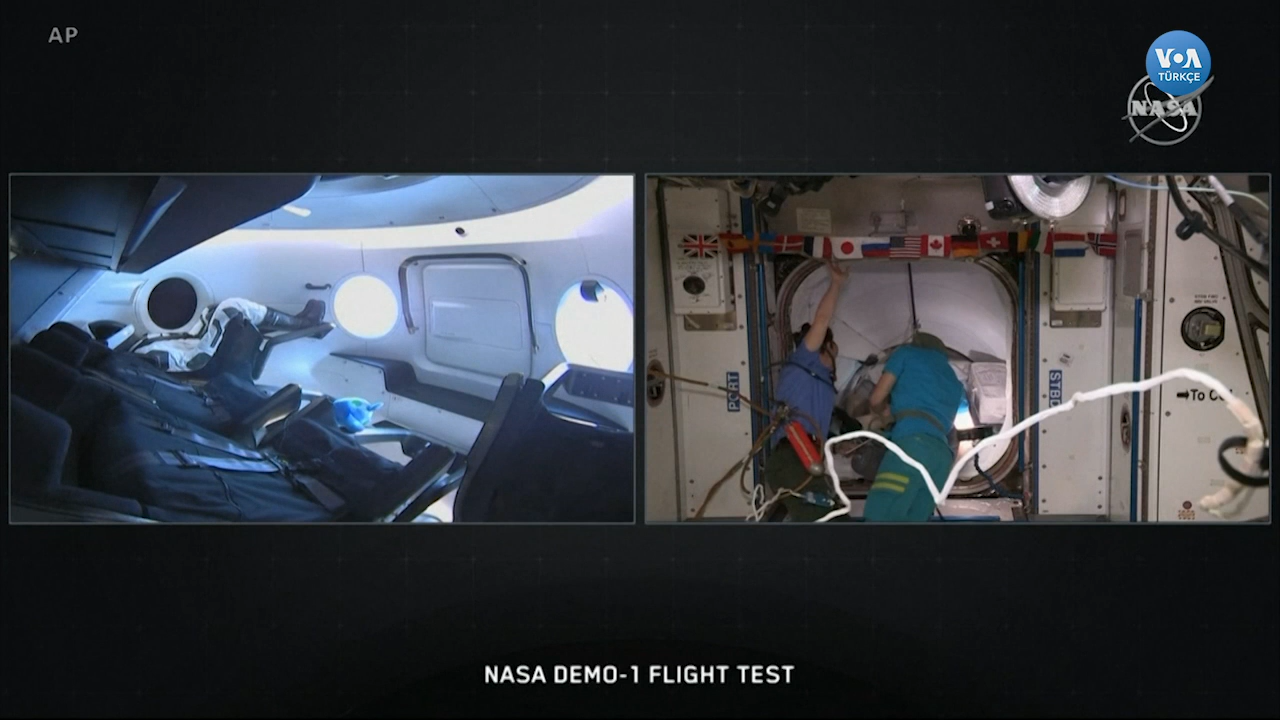 AP
VOA
TÜRKÇE
NASA
PORT
STBD
To C
NASA DEMO-1 FLIGHT TEST